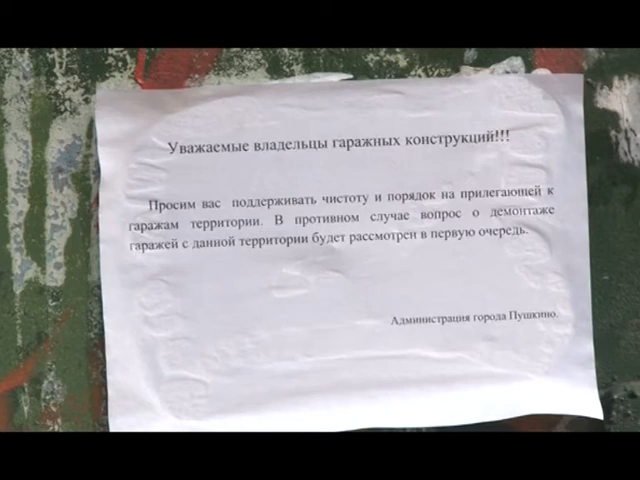 Уважаемые владельцы гаражных конструкций!!!
Просим вас поддерживать чистоту и порядок на прилегающей к
гаражам территории. В противном случае вопрос о демонтаже
гаражей с данной территории будет рассмотрен в первую очередь.
Администрация города Пушкино.